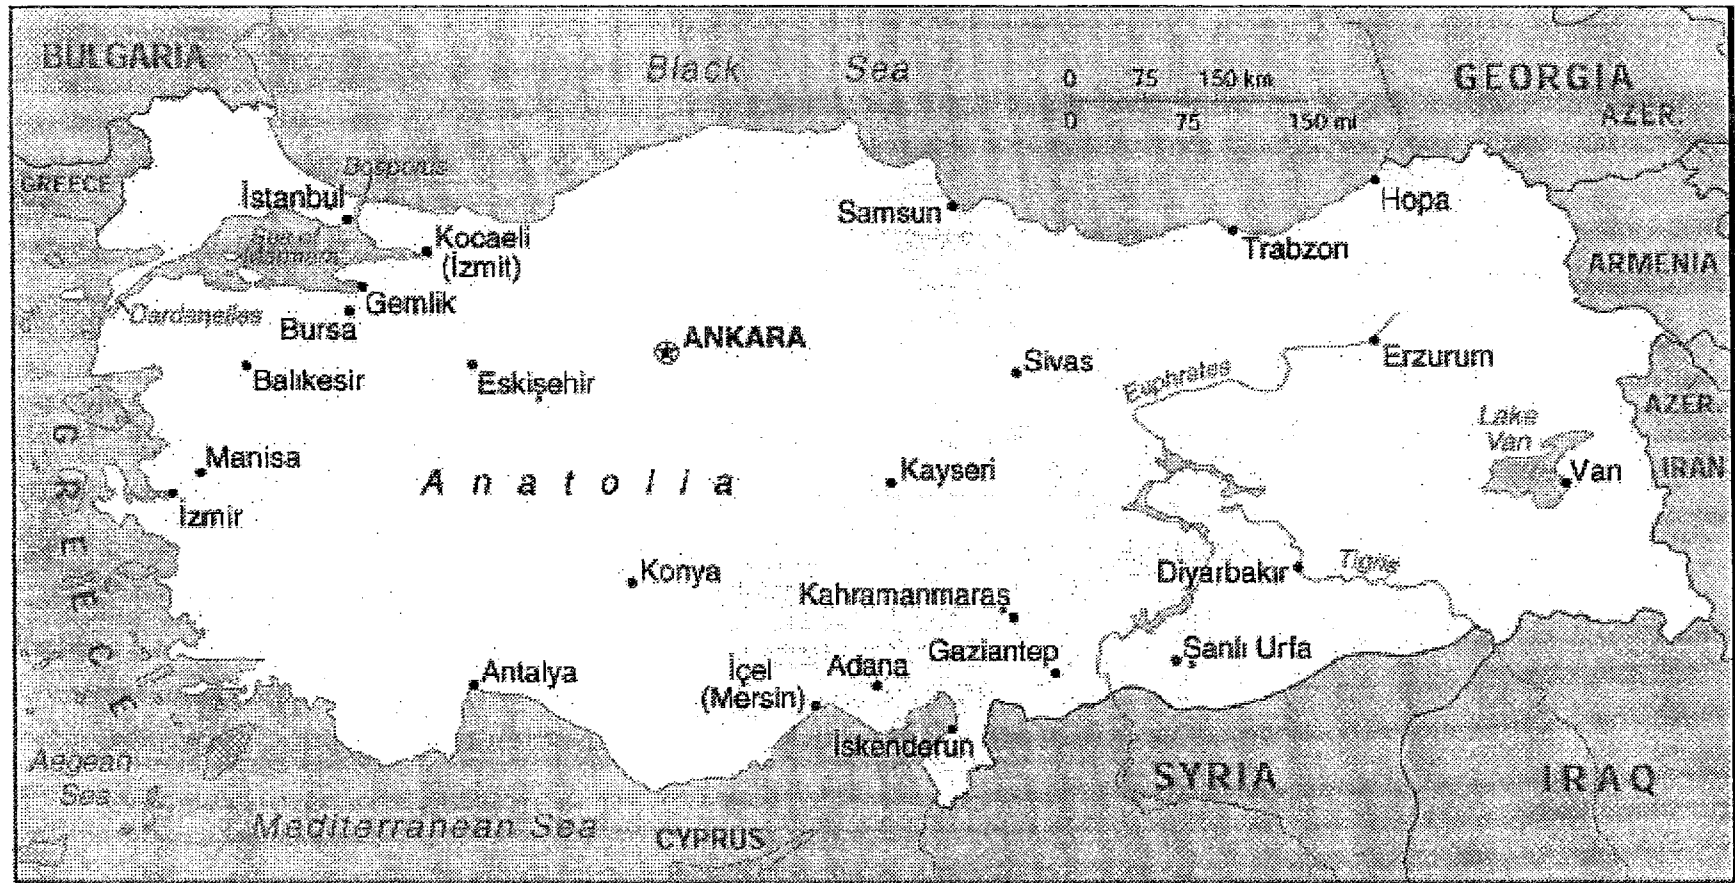 BULGARIA
Black Sea
0 75 150 km
0 75 150 mi
GEORGIA
AZER.
Bosporus
GREECE
İstanbul
Sea of
Marmara
Kocaeli
(İzmit)
Samsun
Hopa
Trabzon
ARMENIA
Dardanelles
Gemlik
Bursa
ANKARA
Balıkesir
Eskişehir
Sivas
Euphrates
Erzurum
AZER.
Lake
Van
Van
IRAN
GREECE
Manisa
İzmir
Anatolia
Kayseri
Konya
Kahramanmaraş
Diyarbakır
Tigris
Antalya
İçel
(Mersin)
Adana
Gaziantep
Şanlı Urfa
İskenderun
Aegean
Sea
Mediterranean Sea
CYPRUS
SYRIA
IRAQ